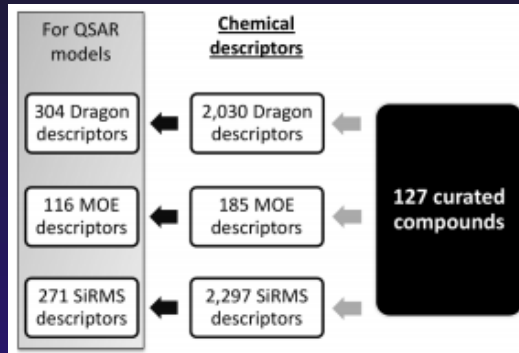 For QSAR
models
Chemical
descriptors
304 Dragon
descriptors
2,030 Dragon
descriptors
116 MOE
descriptors
185 MOE
descriptors
127 curated
compounds
271 SiRMS
descriptors
2,297 SiRMS
descriptors